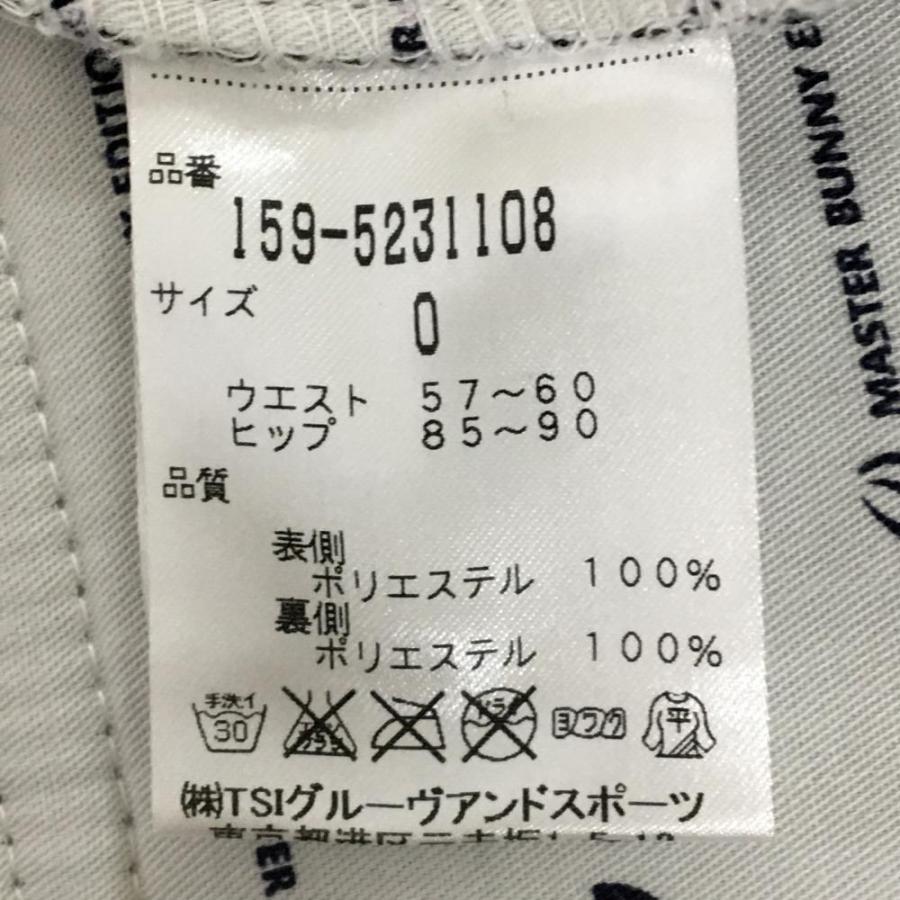 品番
159-5231108
サイズ
0
ウエスト 57～60
ヒップ 85～90
品質
表側
ポリエステル 100%
裏側
ポリエステル 100%
手洗イ
30
ヨワク
平
㈱TSIグルーヴアンドスポーツ
EDITIO
R
MASTER BUNNY E
ER